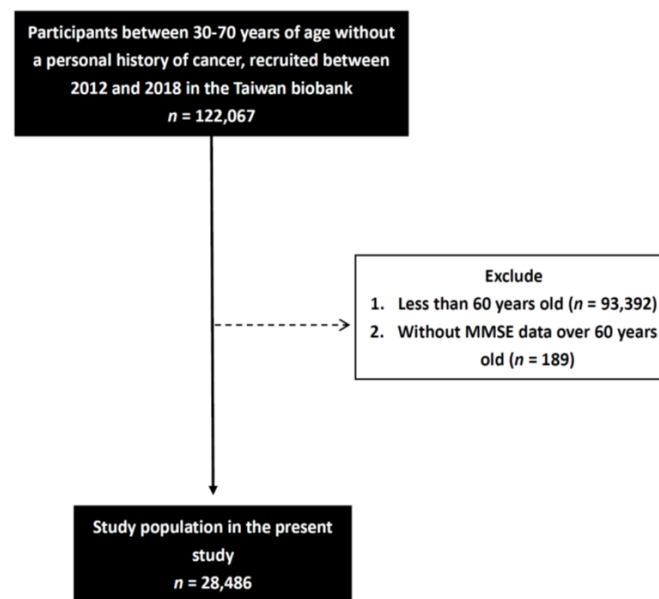 Participants between 30-70 years of age without
a personal history of cancer, recruited between
2012 and 2018 in the Taiwan biobank
n = 122,067
Exclude
1. Less than 60 years old (n = 93,392)
2. Without MMSE data over 60 years
old (n = 189)
Study population in the present
study
n = 28,486